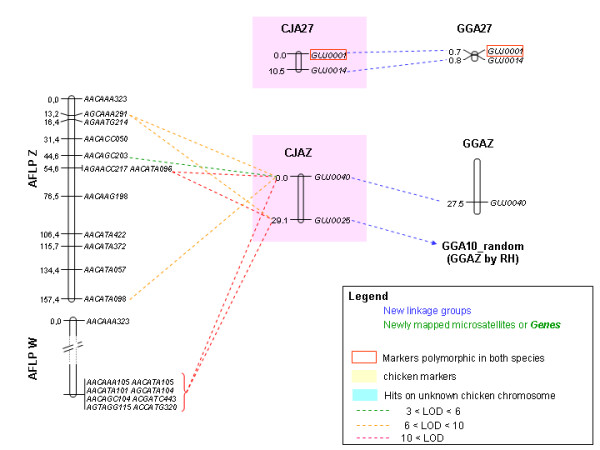 CJA27
GGA27
0.0 GUJ0001
10.5 GUJ0014
0.7 GUJ0001
0.8 GUJ0014
AFLP Z
0,0 AACAAA323
13,2 AGCAAA291
16,4 AGAATG214
31,4 AACACC050
44,6 AACAGC203
54,6 AGAACC217 AACATA096
76,5 AACAAG198
106,4 AACATA422
115,7 AACATA372
134,4 AACATA057
157,4 AACATA098
CJAZ
0.0 GUJ0040
29.1 GUJ0025
GGAZ
27.5 GUJ0040
GGA10_random
(GGAZ by RH)
AFLP W
0,0 AACAAA323
AACAAA105 AACATA105
AACATA101 AGCATA104
AACAGC104 ACGATC443
AGTAGG115 ACCATG320
Legend
New linkage groups
Newly mapped microsatellites or Genes
Markers polymorphic in both species
chicken markers
Hits on unknown chicken chromosome
3 < LOD < 6
6 < LOD < 10
10 < LOD